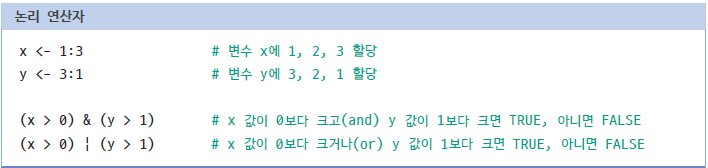 논리 연산자
x <- 1:3 # 변수 x에 1, 2, 3 할당
y <- 3:1 # 변수 y에 3, 2, 1 할당
(x > 0) & (y > 1) # x 값이 0보다 크고(and) y 값이 1보다 크면 TRUE, 아니면 FALSE
(x > 0) ¦ (y > 1) # x 값이 0보다 크거나(or) y 값이 1보다 크면 TRUE, 아니면 FALSE